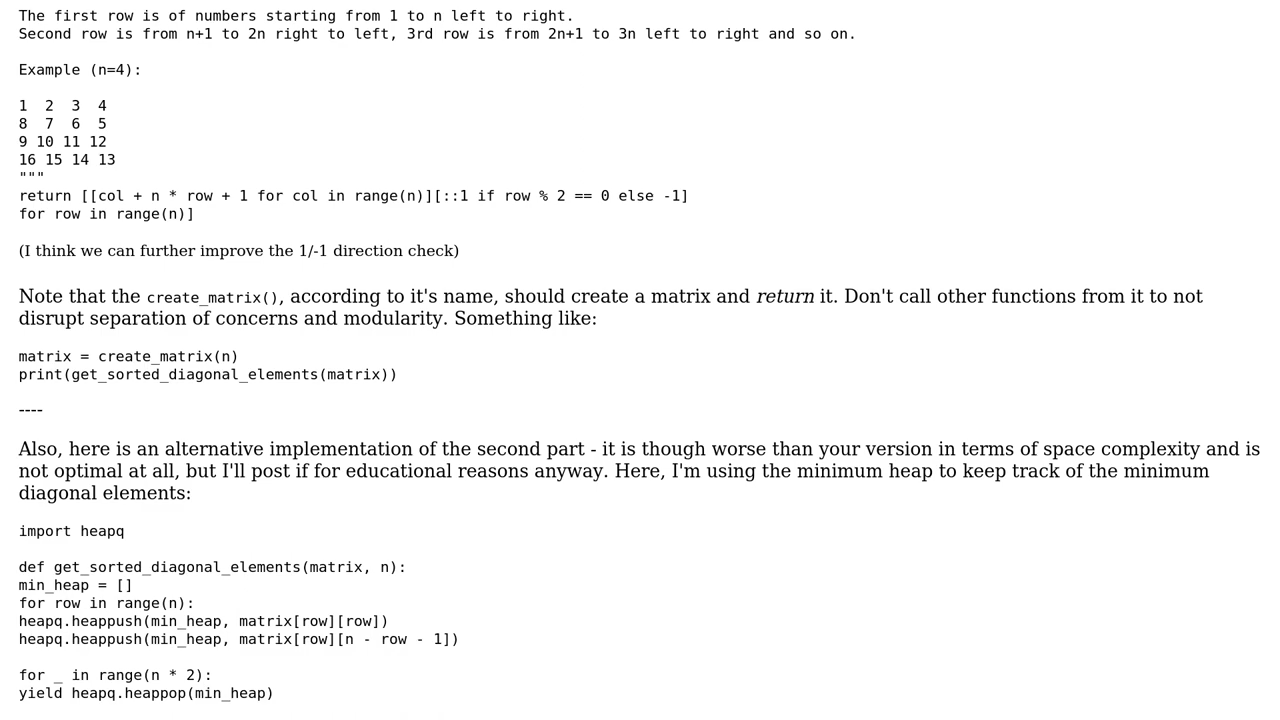 The first row is of numbers starting from 1 to n left to right.
Second row is from n+1 to 2n right to left, 3rd row is from 2n+1 to 3n left to right and so on.
Example (n=4):
1  2  3  4
8  7  6  5
9 10 11 12
16 15 14 13
"""
return [[col + n * row + 1 for col in range(n)][::1 if row % 2 == 0 else -1]
for row in range(n)]
(I think we can further improve the 1/-1 direction check)
Note that the create_matrix(), according to it's name, should create a matrix and return it. Don't call other functions from it to not
disrupt separation of concerns and modularity. Something like:
matrix = create_matrix(n)
print(get_sorted_diagonal_elements(matrix))
----
Also, here is an alternative implementation of the second part - it is though worse than your version in terms of space complexity and is
not optimal at all, but I'll post if for educational reasons anyway. Here, I'm using the minimum heap to keep track of the minimum
diagonal elements:
import heapq
def get_sorted_diagonal_elements(matrix, n):
min_heap = []
for row in range(n):
heapq.heappush(min_heap, matrix[row][row])
heapq.heappush(min_heap, matrix[row][n - row - 1])
for _ in range(n * 2):
yield heapq.heappop(min_heap)